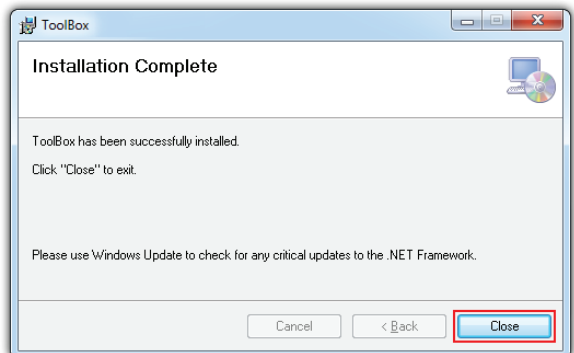 ToolBox
Installation Complete
ToolBox has been successfully installed.
Click "Close" to exit.
Please use Windows Update to check for any critical updates to the .NET Framework.
Cancel
< Back
Close